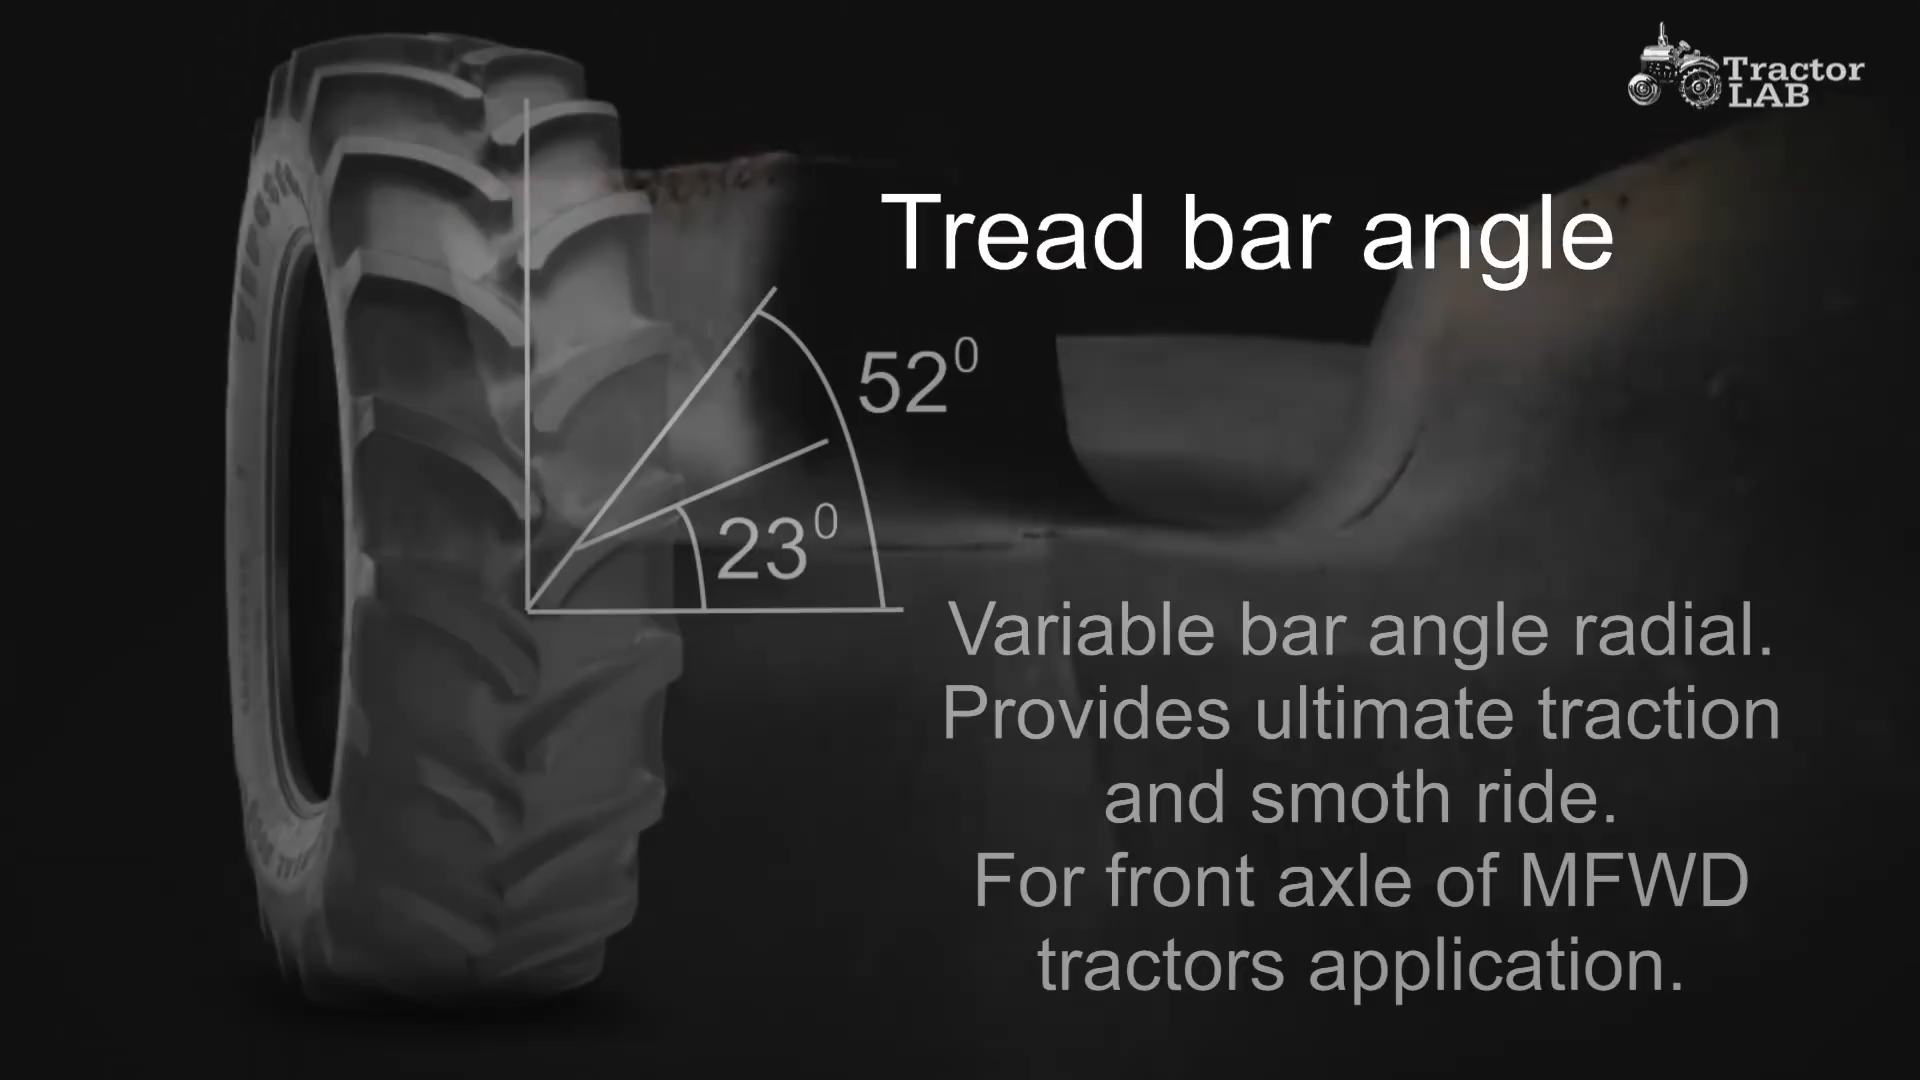 Tractor
LAB
Tread bar angle
52⁰
23⁰
Variable bar angle radial.
Provides ultimate traction
and smoth ride.
For front axle of MFWD
tractors application.